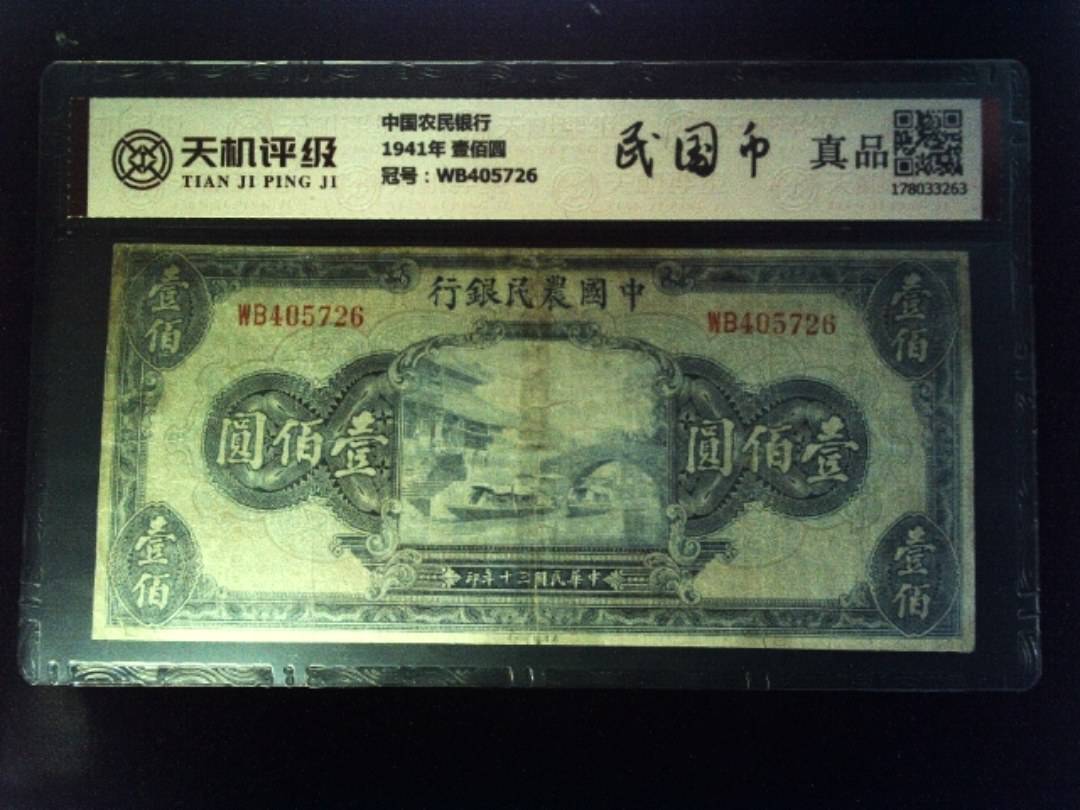 天机评级
TIAN JI PING JI
中国农民银行
1941年 壹佰圆
冠号：WB405726
民国币
真品
178033263
行銀民農國中
WB405726
WB405726
壹佰
壹佰
圓佰壹
圓佰壹
壹佰
壹佰
印年十三國民華中